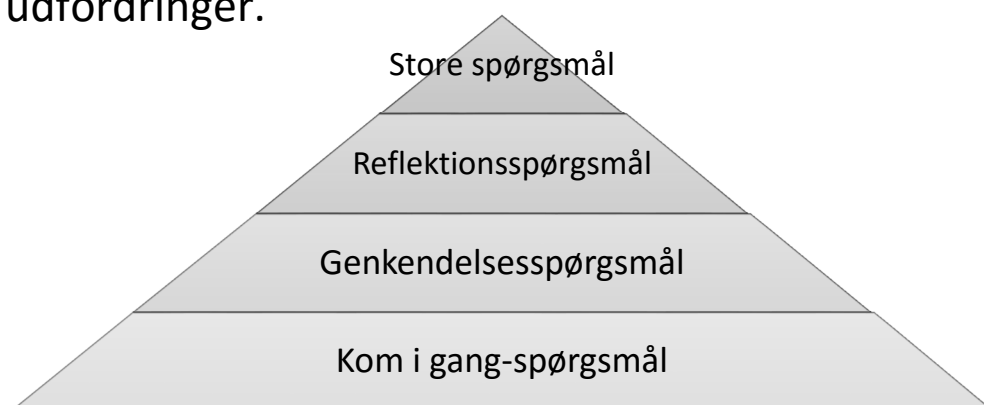 udfordringer.
Store spørgsmål
Reflektionsspørgsmål
Genkendelsesspørgsmål
Kom i gang-spørgsmål